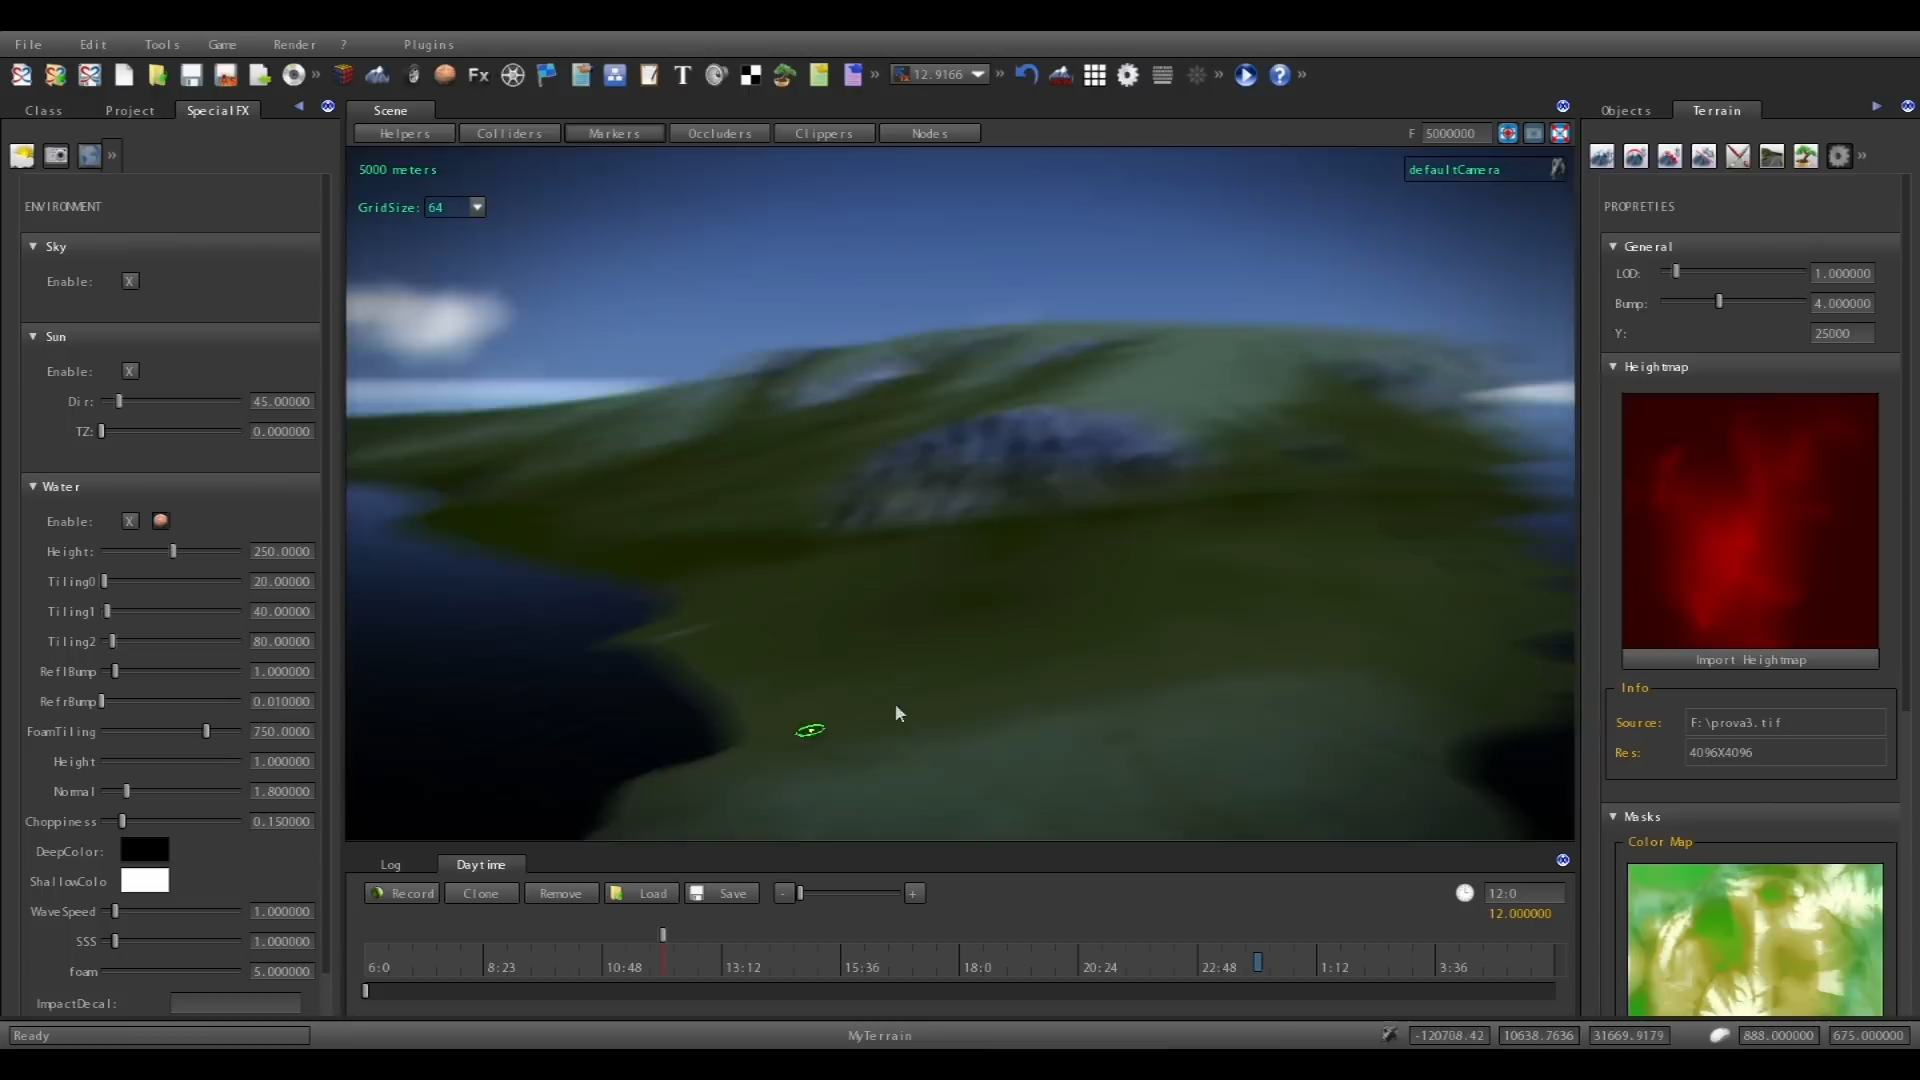 File Edit Tools Game Render ? Plugins
Fx T 12.9166
Class Project SpecialFX
Scene
Objects Terrain
Helpers Colliders Markers Occluders Clippers Nodes F 5000000
5000 meters
defaultCamera
GridSize: 64
ENVIRONMENT
Sky
Enable: X
Sun
Enable: X
Dir: 45.00000
TZ: 0.000000
Water
Enable: X
Height: 250.0000
Tiling0 20.00000
Tiling1 40.00000
Tiling2 80.00000
ReflBump 1.000000
RefrBump 0.010000
FoamTiling 750.0000
Height 1.000000
Normal 1.800000
Choppiness 0.150000
DeepColor:
ShallowColo
WaveSpeed 1.000000
SSS 1.000000
foam 5.000000
ImpactDecal:
PROPRETIES
General
LOD: 1.000000
Bump: 4.000000
Y: 25000
Heightmap
Import Heightmap
Info
Source: F:\prova3.tif
Res: 4096X4096
Masks
Color Map
Log Daytime
Record Clone Remove Load Save - + 12:0
12.000000
6:0 8:23 10:48 13:12 15:36 18:0 20:24 22:48 1:12 3:36
Ready MyTerrain -120708.42 10638.7636 31669.9179 888.000000 675.000000